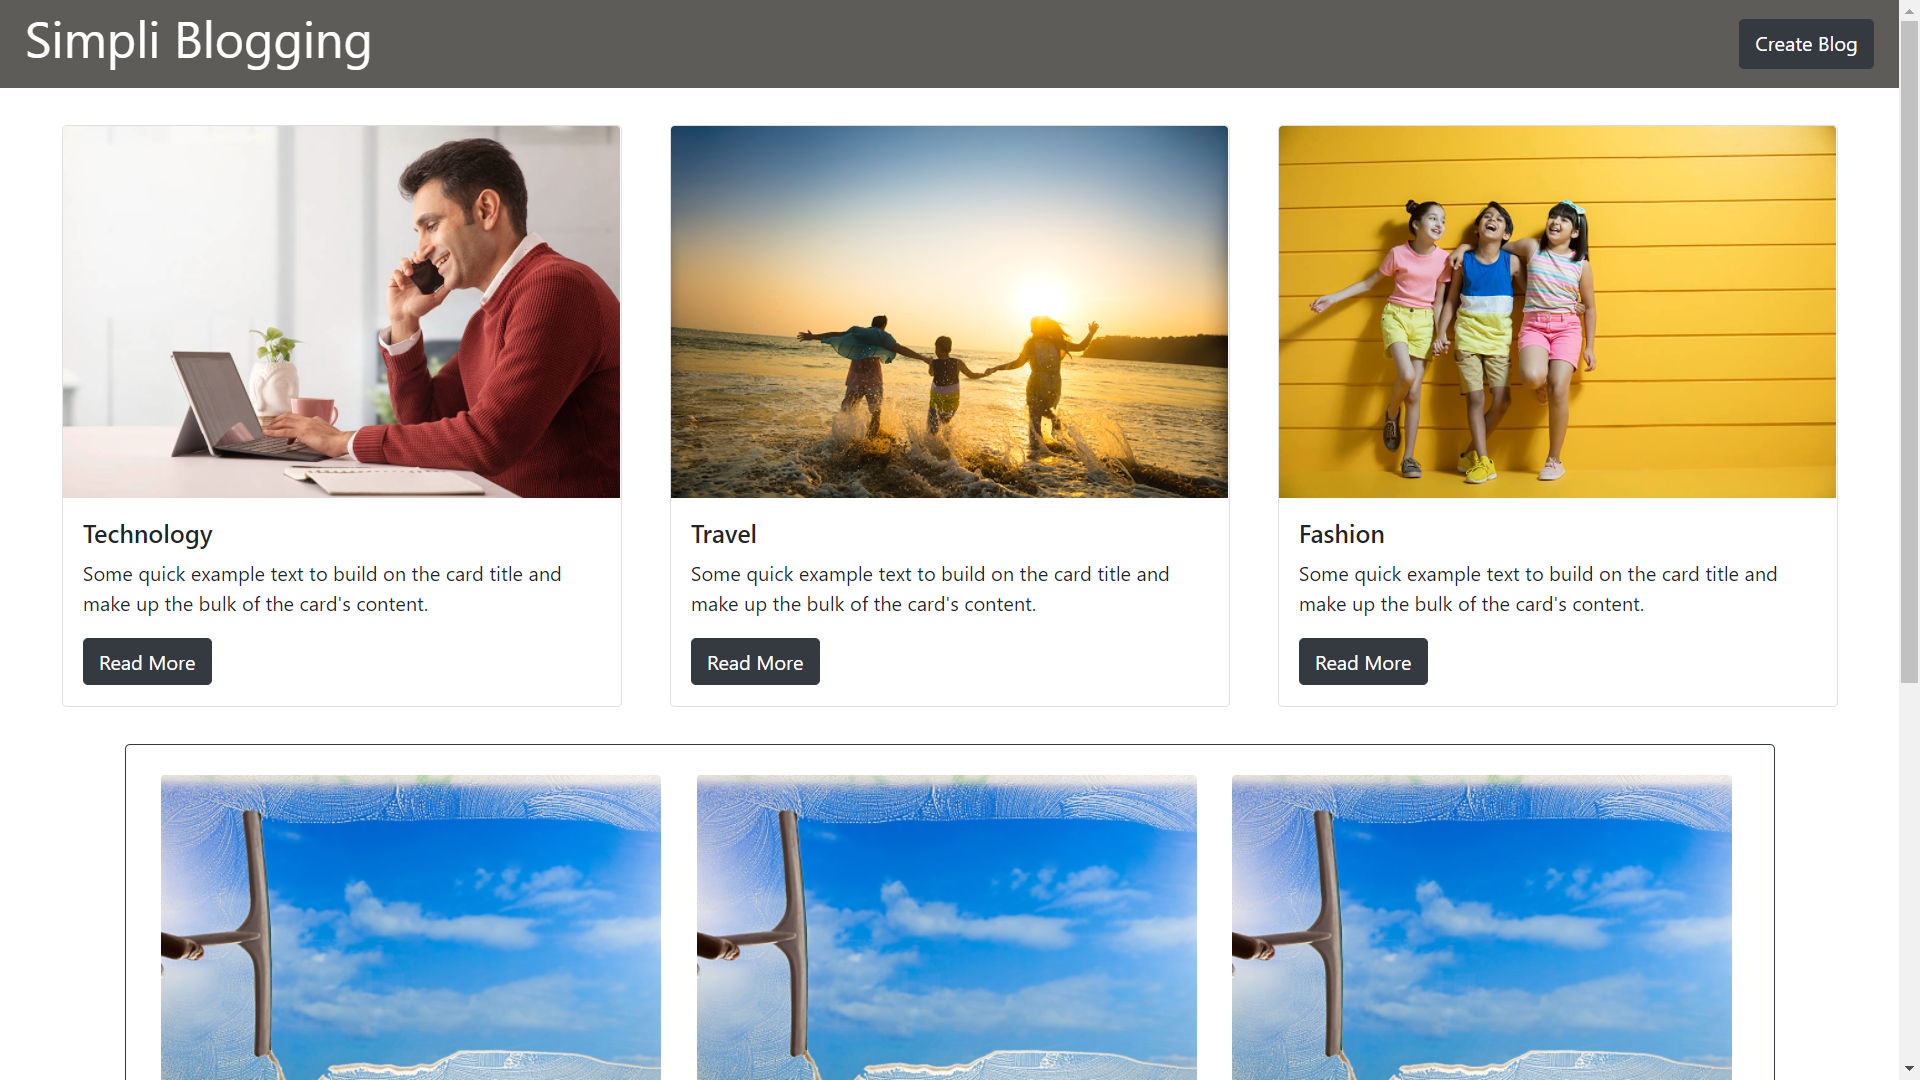 Simpli Blogging
Create Blog
Technology
Some quick example text to build on the card title and
make up the bulk of the card's content.
Read More
Travel
Some quick example text to build on the card title and
make up the bulk of the card's content.
Read More
Fashion
Some quick example text to build on the card title and
make up the bulk of the card's content.
Read More